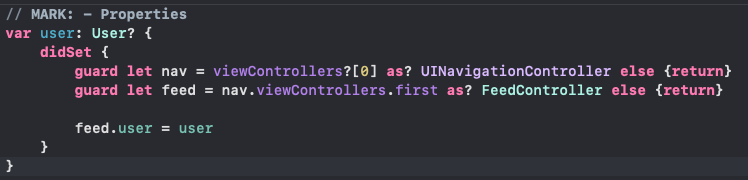 // MARK: - Properties
var user: User? {
    didSet {
        guard let nav = viewControllers?[0] as? UINavigationController else {return}
        guard let feed = nav.viewControllers.first as? FeedController else {return}

        feed.user = user
    }
}